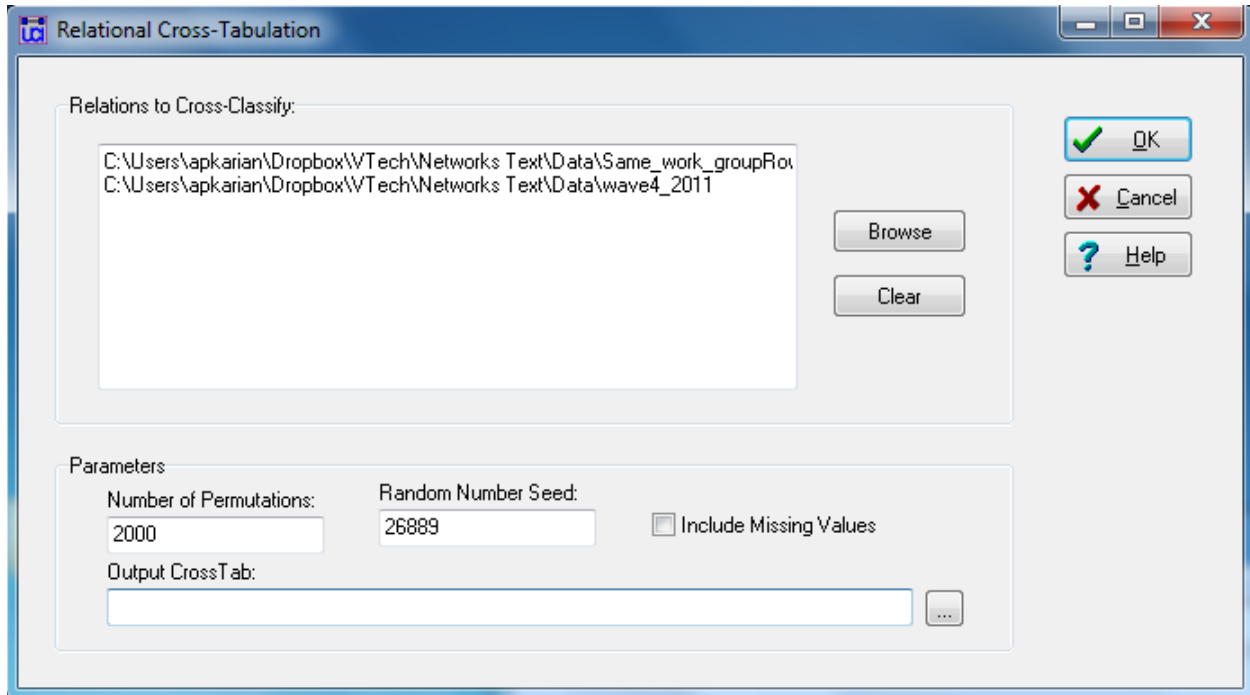 UCI Relational Cross-Tabulation
Relations to Cross-Classify:
C:\Users\apkarian\Dropbox\VTech\Networks Text\Data\Same_work_groupRou
C:\Users\apkarian\Dropbox\VTech\Networks Text\Data\wave4_2011
Browse
Clear
OK
Cancel
? Help
Parameters
Number of Permutations:
2000
Random Number Seed:
26889
Include Missing Values
Output CrossTab:
...